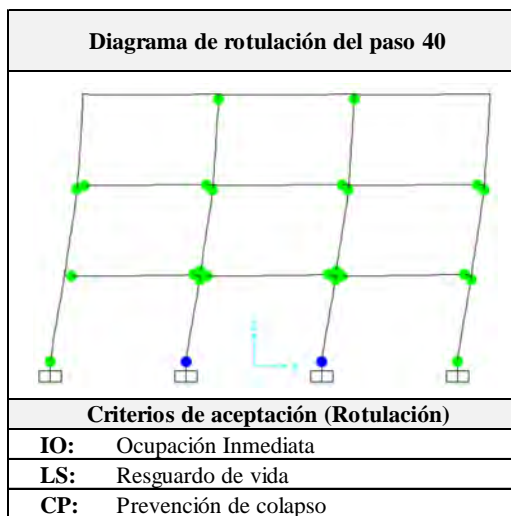 Diagrama de rotulación del paso 40
Criterios de aceptación (Rotulación)
IO: Ocupación Inmediata
LS: Resguardo de vida
CP: Prevención de colapso